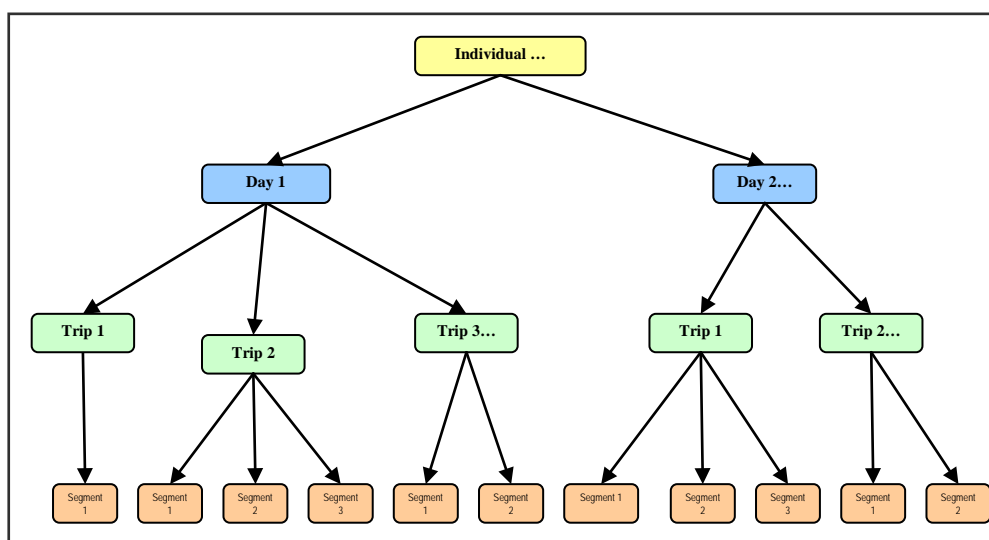 Individual …
Day 1
Day 2…
Trip 1
Trip 2
Trip 3…
Trip 1
Trip 2…
Segment
1
Segment
1
Segment
2
Segment
3
Segment
1
Segment
2
Segment 1
Segment
2
Segment
3
Segment
1
Segment
2